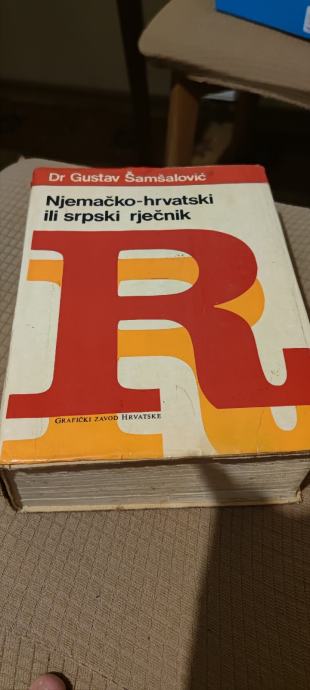 Dr Gustav Šamšalović
Njemačko-hrvatski
ili srpski rječnik
R
GRAFIČKI ZAVOD HRVATSKE